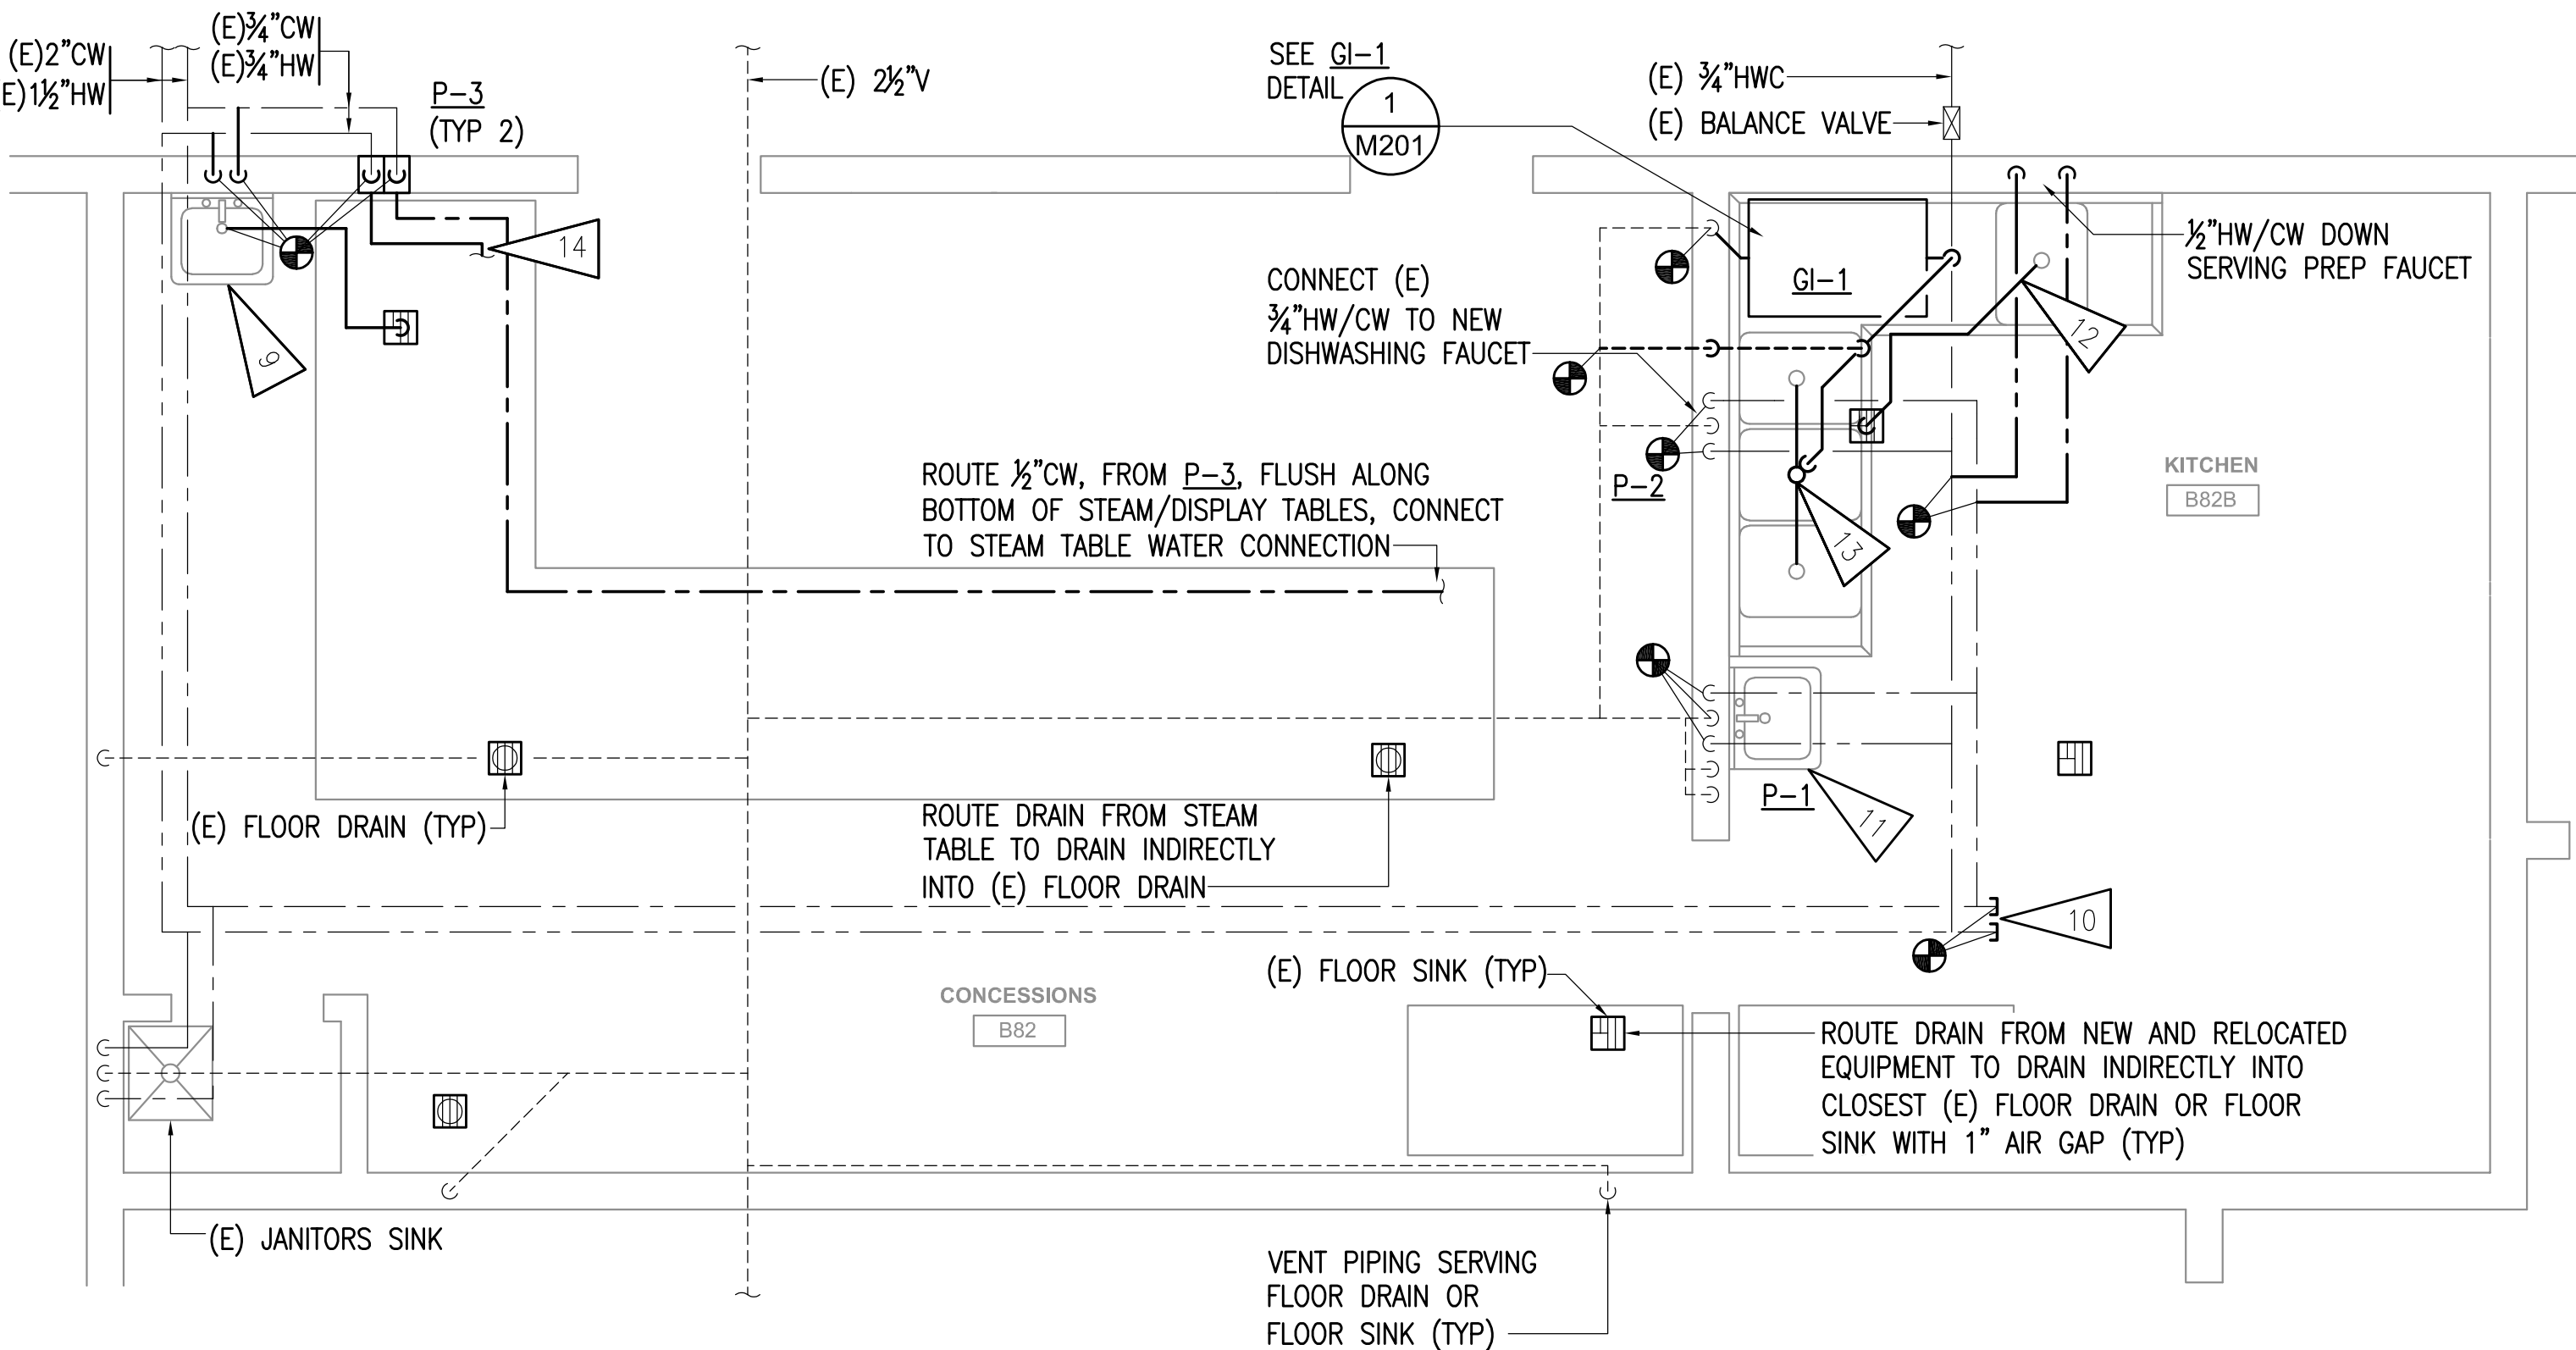 (E)2"CW
E)1½"HW
(E)¾"CW
(E)¾"HW
P-3
(TYP 2)
(E) 2½"V
SEE GI-1
DETAIL
1
M201
(E) ¾"HWC
(E) BALANCE VALVE
½"HW/CW DOWN
SERVING PREP FAUCET
14
9
CONNECT (E)
¾"HW/CW TO NEW
DISHWASHING FAUCET
GI-1
12
KITCHEN
B82B
ROUTE ½"CW, FROM P-3, FLUSH ALONG
BOTTOM OF STEAM/DISPLAY TABLES, CONNECT
TO STEAM TABLE WATER CONNECTION
P-2
13
(E) FLOOR DRAIN (TYP)
ROUTE DRAIN FROM STEAM
TABLE TO DRAIN INDIRECTLY
INTO (E) FLOOR DRAIN
P-1
11
10
CONCESSIONS
B82
(E) FLOOR SINK (TYP)
ROUTE DRAIN FROM NEW AND RELOCATED
EQUIPMENT TO DRAIN INDIRECTLY INTO
CLOSEST (E) FLOOR DRAIN OR FLOOR
SINK WITH 1" AIR GAP (TYP)
(E) JANITORS SINK
VENT PIPING SERVING
FLOOR DRAIN OR
FLOOR SINK (TYP)